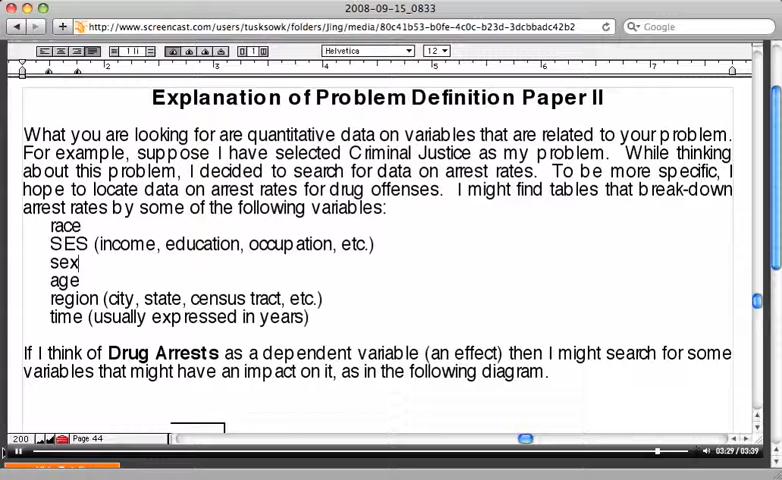 2008-09-15_0833
http://www.screencast.com/users/tusksowk/folders/Jing/media/80c41b53-b0fe-4c0c-b23d-3dcbbadc42b2
Google
Helvetica 12
2 3 4 5 6 7
Explanation of Problem Definition Paper II
What you are looking for are quantitative data on variables that are related to your problem.
For example, suppose I have selected Criminal Justice as my problem. While thinking
about this problem, I decided to search for data on arrest rates. To be more specific, I
hope to locate data on arrest rates for drug offenses. I might find tables that break-down
arrest rates by some of the following variables:
race
SES (income, education, occupation, etc.)
sex
age
region (city, state, census tract, etc.)
time (usually expressed in years)
If I think of Drug Arrests as a dependent variable (an effect) then I might search for some
variables that might have an impact on it, as in the following diagram.
200 Page 44
03:29 / 03:39